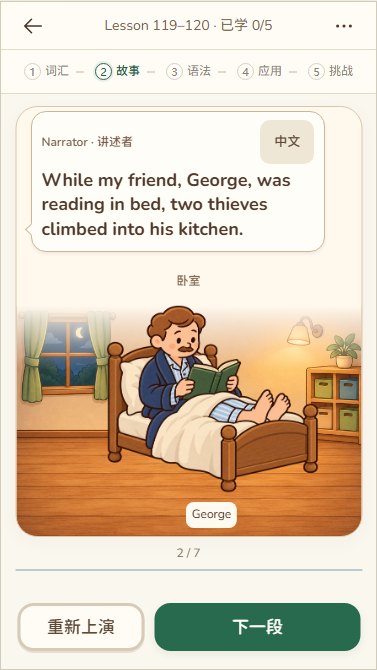 Lesson 119–120 · 已学 0/5
1 词汇 – 2 故事 – 3 语法 – 4 应用 – 5 挑战
Narrator · 讲述者
中文
While my friend, George, was
reading in bed, two thieves
climbed into his kitchen.
卧室
George
2 / 7
重新上演
下一段